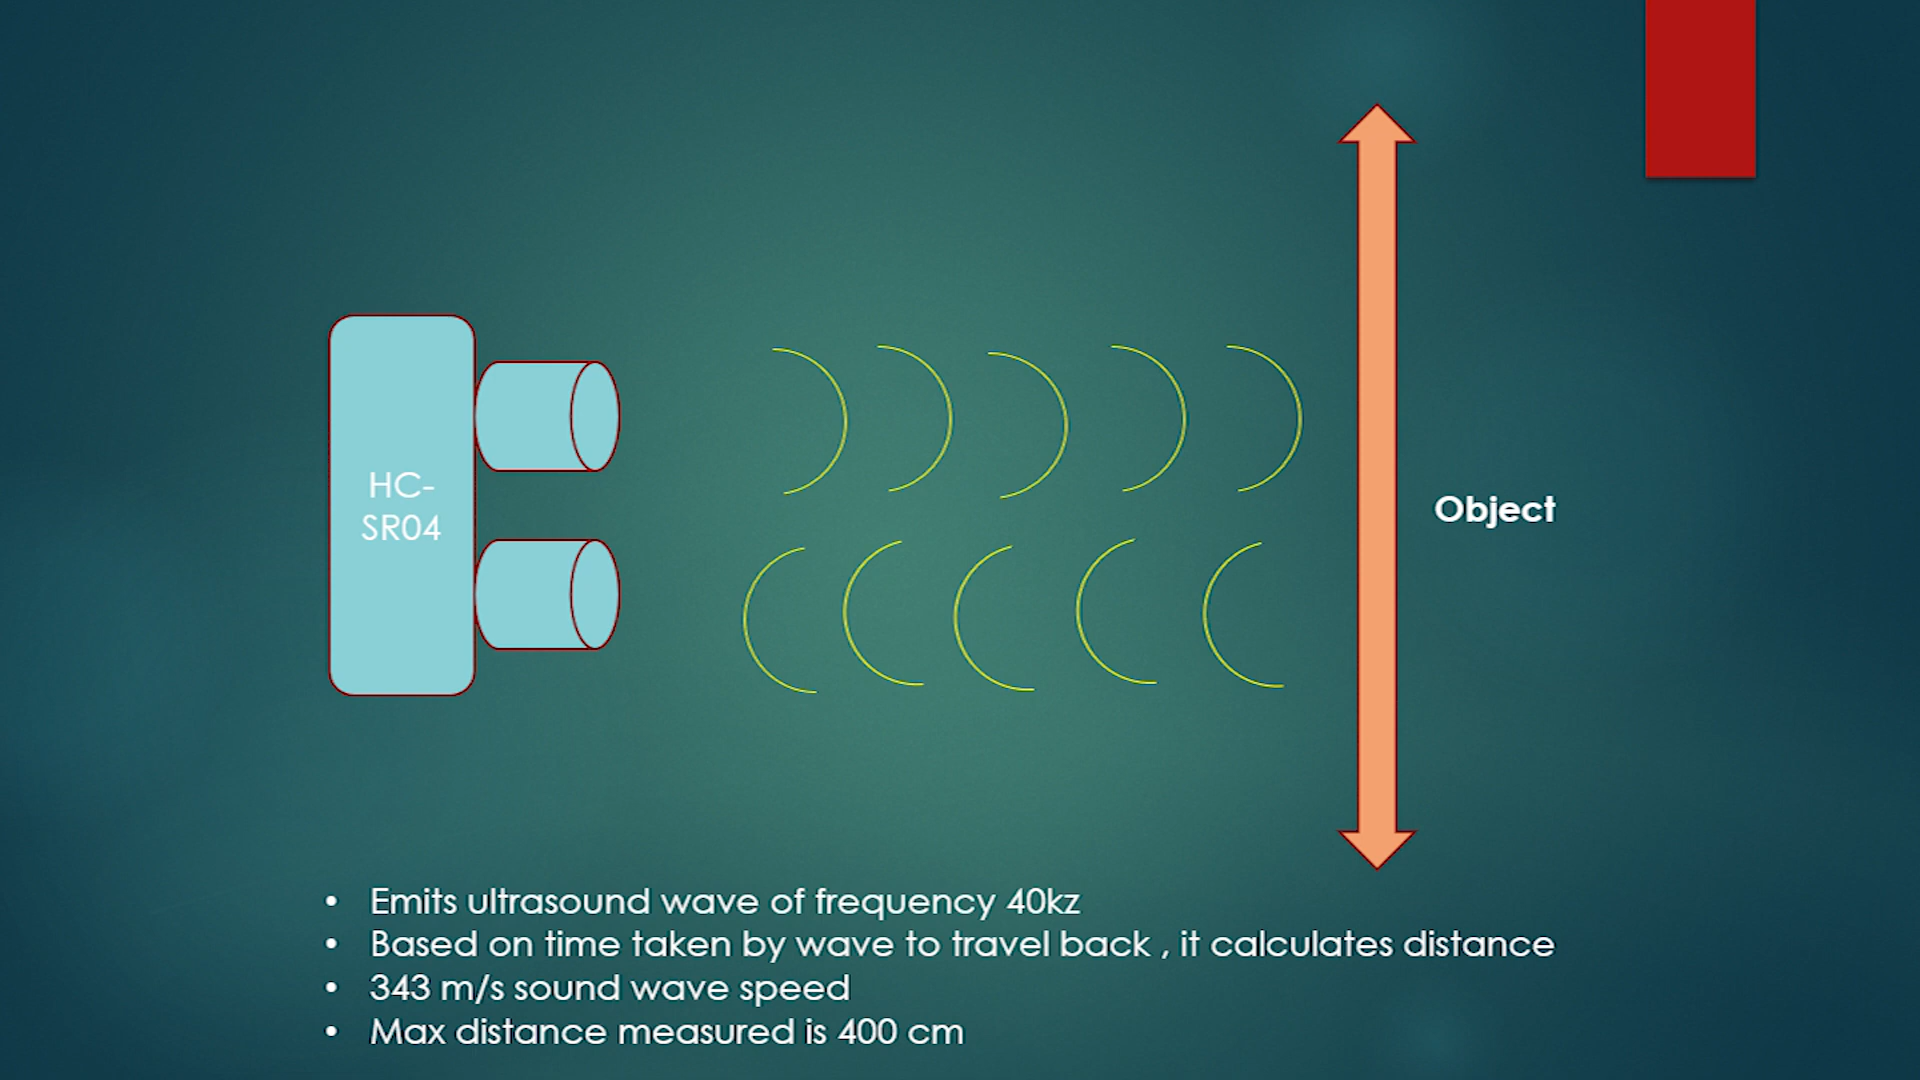 HC-
SR04
Object
• Emits ultrasound wave of frequency 40kz
• Based on time taken by wave to travel back , it calculates distance
• 343 m/s sound wave speed
• Max distance measured is 400 cm